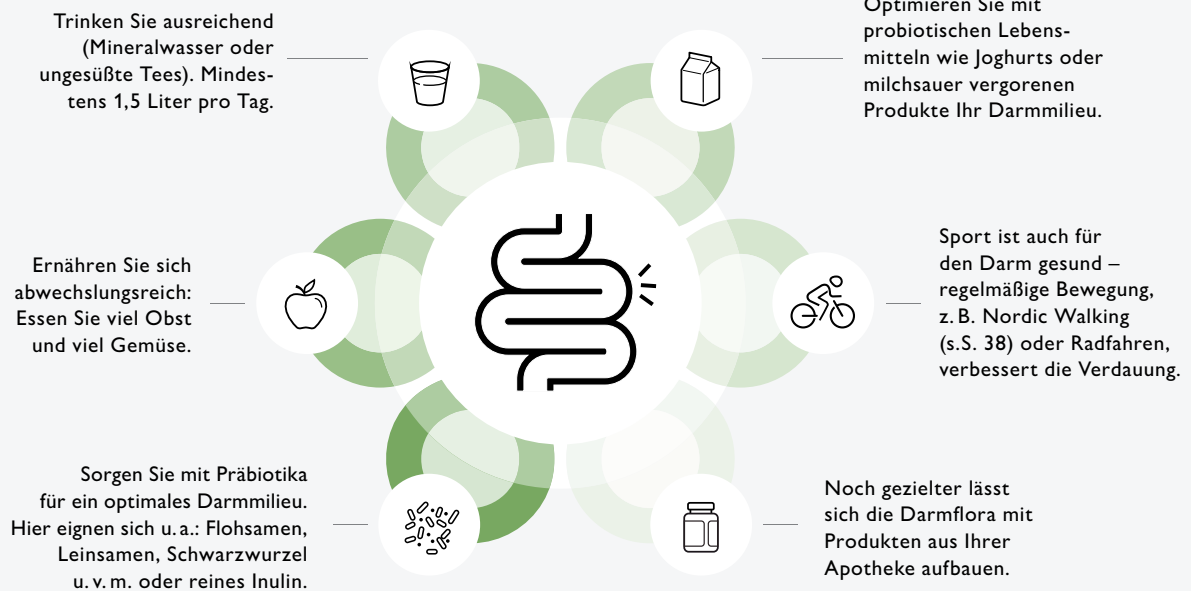 Trinken Sie ausreichend
(Mineralwasser oder
ungesüßte Tees). Mindes-
tens 1,5 Liter pro Tag.
Optimieren Sie mit
probiotischen Lebens-
mitteln wie Joghurts oder
milchsauer vergorenen
Produkte Ihr Darmmilieu.
Ernähren Sie sich
abwechslungsreich:
Essen Sie viel Obst
und viel Gemüse.
Sport ist auch für
den Darm gesund –
regelmäßige Bewegung,
z. B. Nordic Walking
(s.S. 38) oder Radfahren,
verbessert die Verdauung.
Sorgen Sie mit Präbiotika
für ein optimales Darmmilieu.
Hier eignen sich u. a.: Flohsamen,
Leinsamen, Schwarzwurzel
u. v. m. oder reines Inulin.
Noch gezielter lässt
sich die Darmflora mit
Produkten aus Ihrer
Apotheke aufbauen.